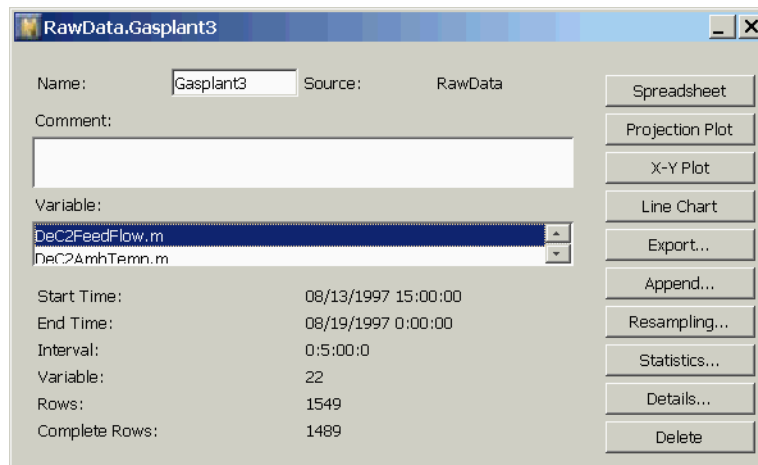 RawData.Gasplant3
Name: Gasplant3 Source: RawData
Comment:
Variable:
DeC2FeedFlow.m
DeC2AmbTemp.m
Start Time: 08/13/1997 15:00:00
End Time: 08/19/1997 0:00:00
Interval: 0:5:00:0
Variable: 22
Rows: 1549
Complete Rows: 1489
Spreadsheet
Projection Plot
X-Y Plot
Line Chart
Export...
Append...
Resampling...
Statistics...
Details...
Delete